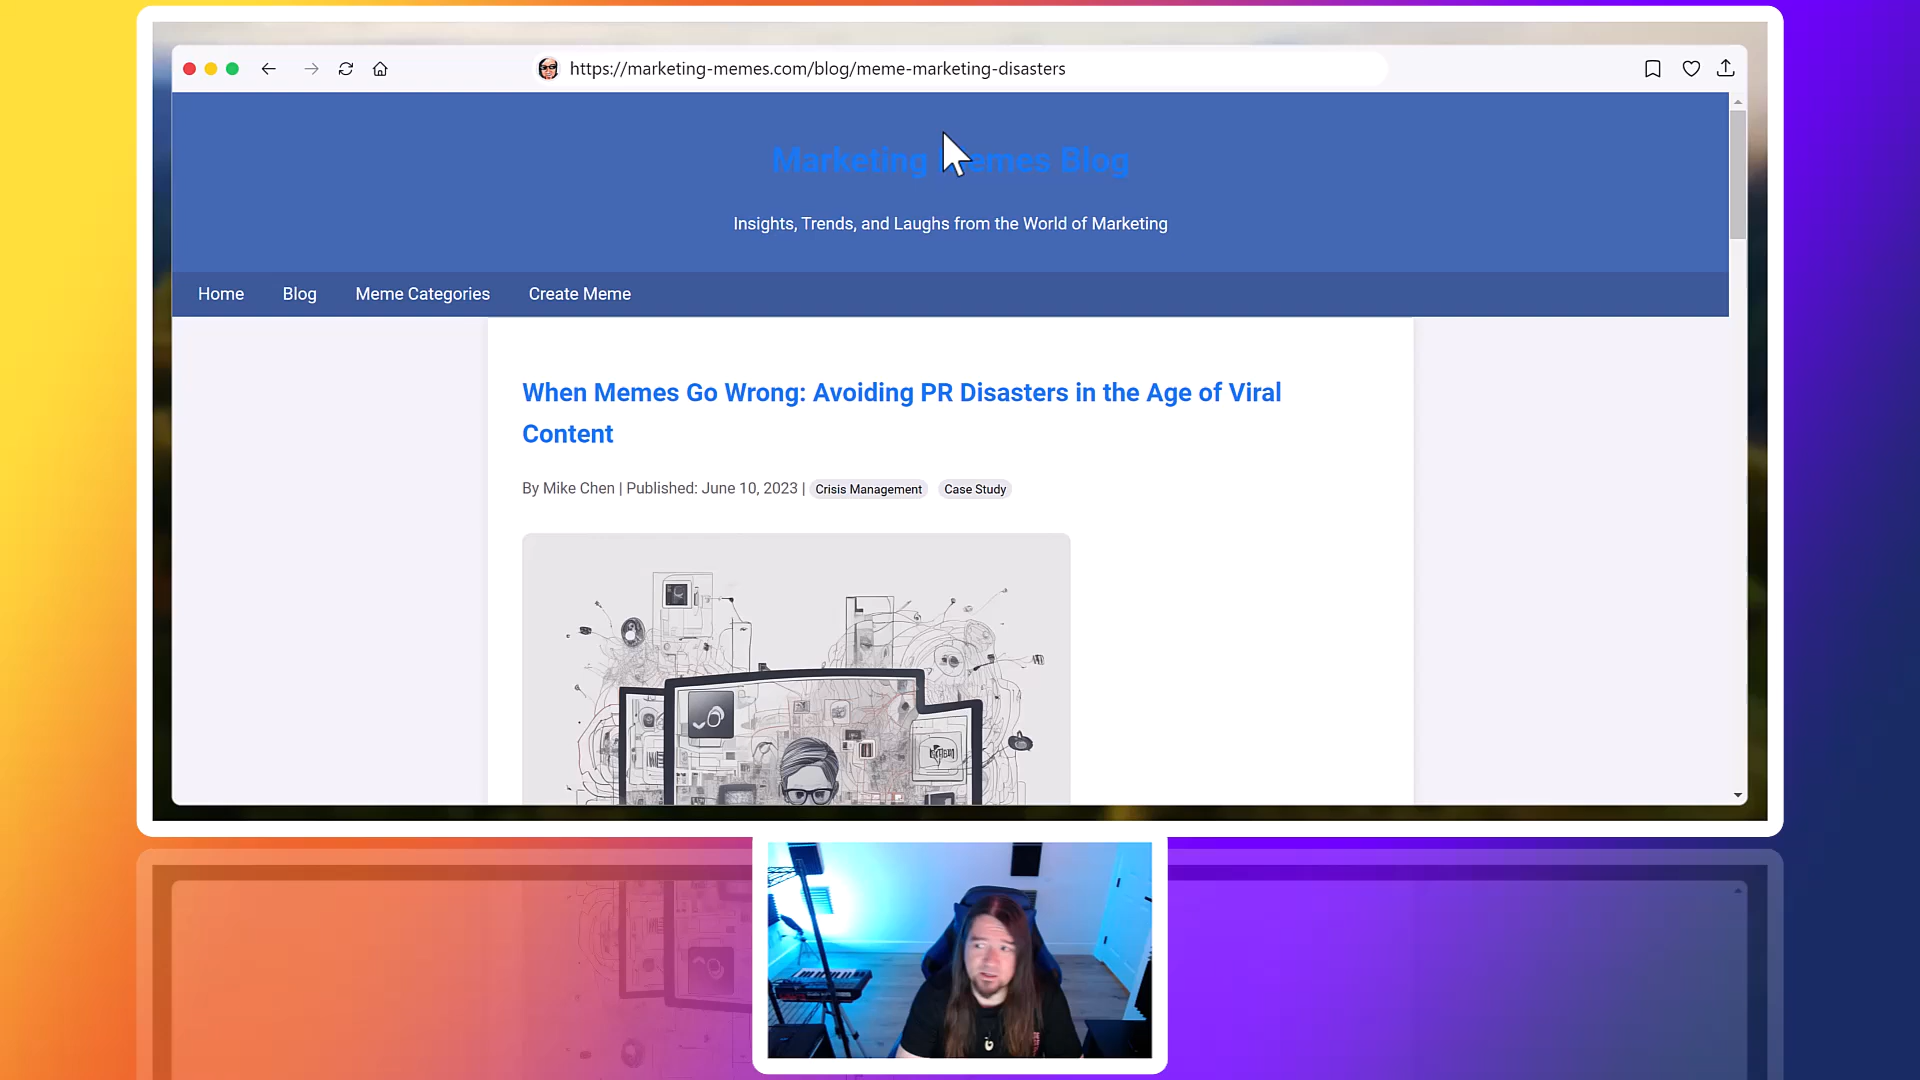 https://marketing-memes.com/blog/meme-marketing-disasters
Marketing Memes Blog
Insights, Trends, and Laughs from the World of Marketing
Home Blog Meme Categories Create Meme
When Memes Go Wrong: Avoiding PR Disasters in the Age of Viral
Content
By Mike Chen | Published: June 10, 2023 | Crisis Management Case Study